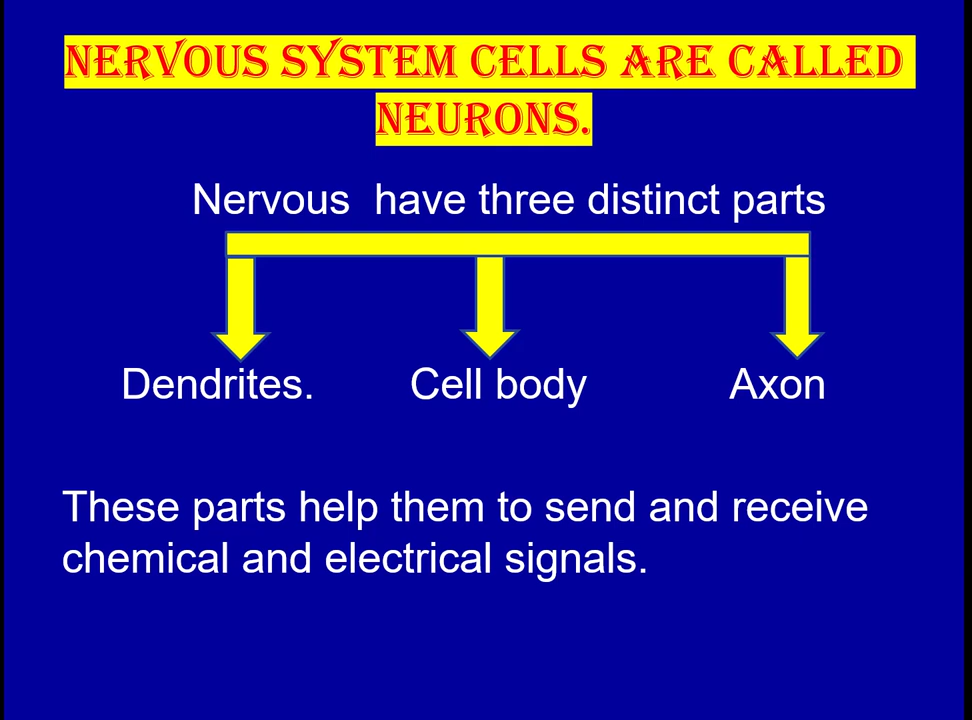 NERVOUS SYSTEM CELLS ARE CALLED
NEURONS.
Nervous have three distinct parts
Dendrites. Cell body Axon
These parts help them to send and receive
chemical and electrical signals.